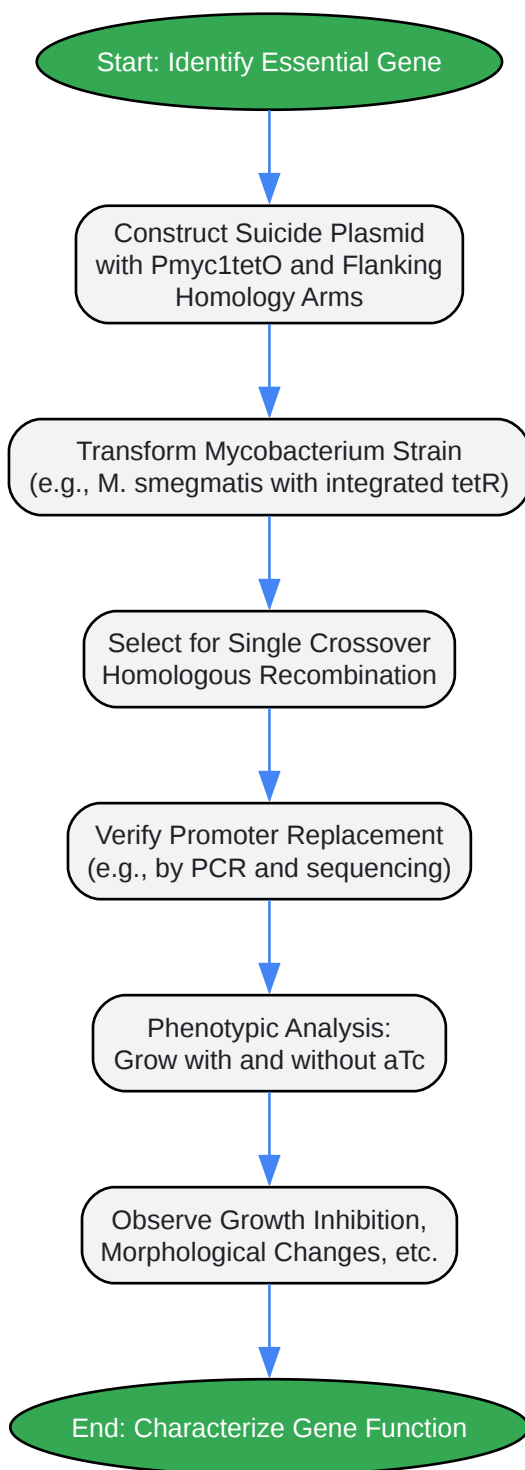 Start: Identify Essential Gene
Construct Suicide Plasmid
with Pmyc1tetO and Flanking
Homology Arms
Transform Mycobacterium Strain
(e.g., M. smegmatis with integrated tetR)
Select for Single Crossover
Homologous Recombination
Verify Promoter Replacement
(e.g., by PCR and sequencing)
Phenotypic Analysis:
Grow with and without aTc
Observe Growth Inhibition,
Morphological Changes, etc.
End: Characterize Gene Function